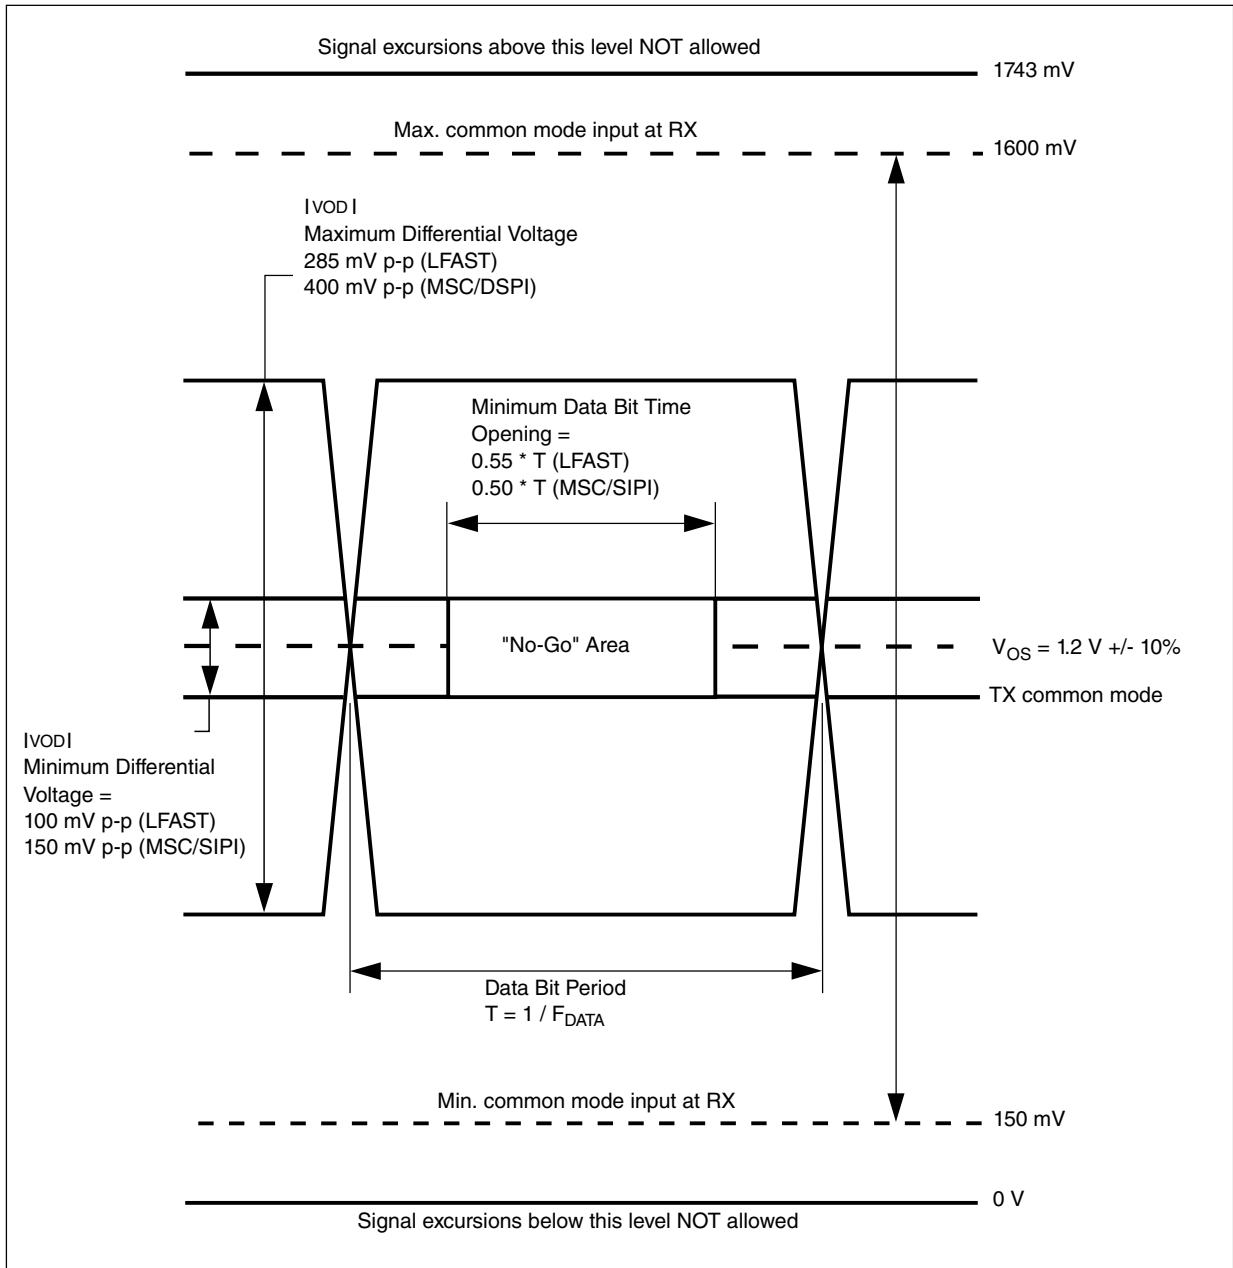 Signal excursions above this level NOT allowed
1743 mV
Max. common mode input at RX
1600 mV
|VOD|
Maximum Differential Voltage
285 mV p-p (LFAST)
400 mV p-p (MSC/DSPI)
Minimum Data Bit Time
Opening =
0.55 * T (LFAST)
0.50 * T (MSC/SIPI)
"No-Go" Area
VOS = 1.2 V +/- 10%
TX common mode
|VOD|
Minimum Differential
Voltage =
100 mV p-p (LFAST)
150 mV p-p (MSC/SIPI)
Data Bit Period
T = 1 / FDATA
Min. common mode input at RX
150 mV
0 V
Signal excursions below this level NOT allowed